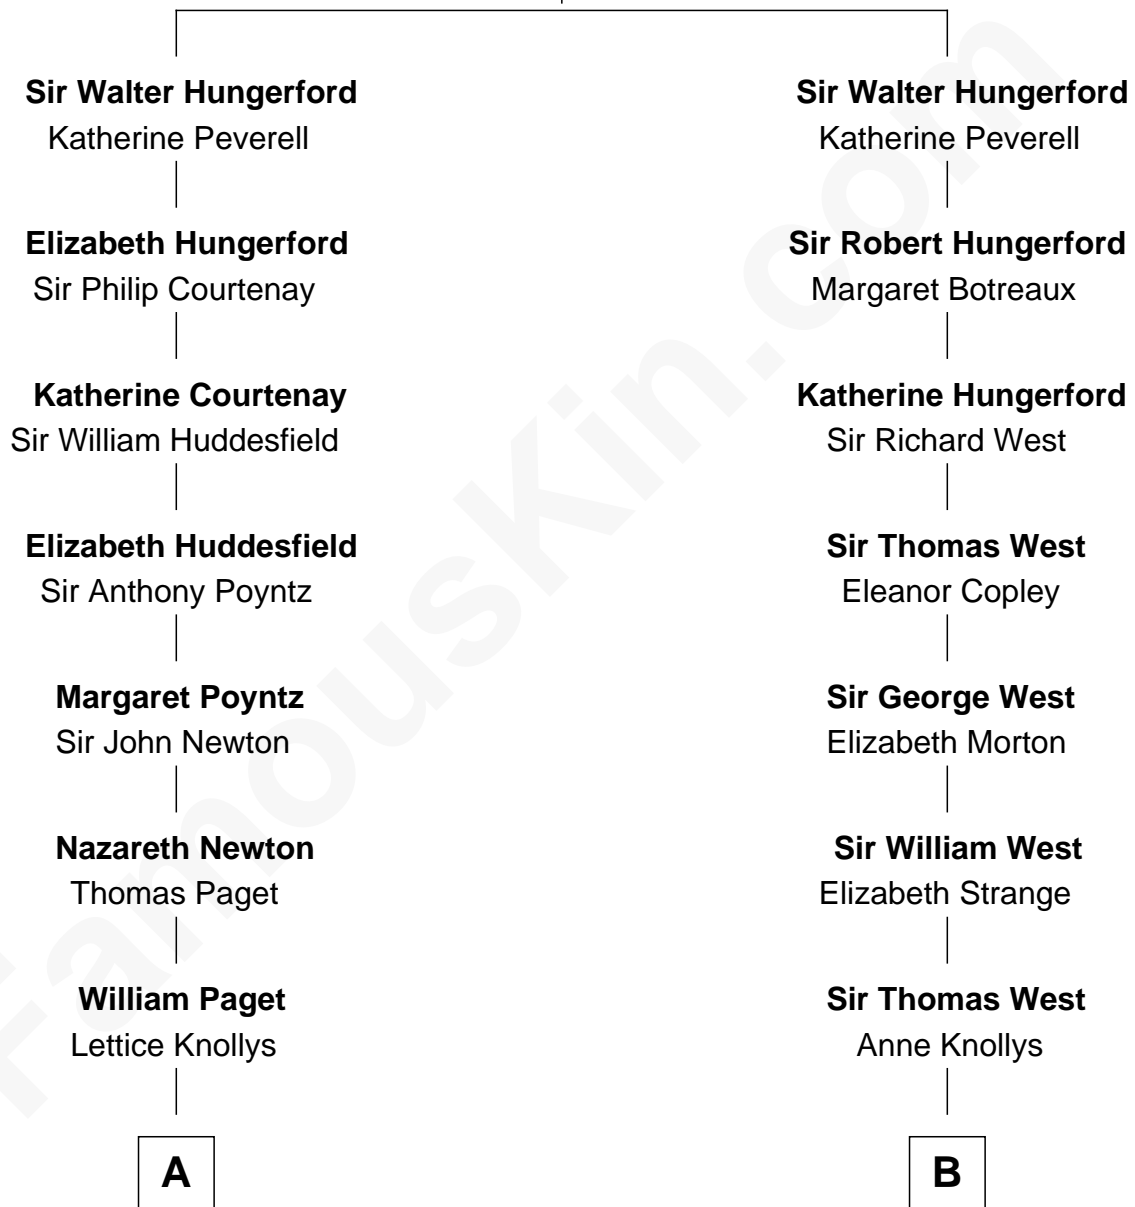 Sir Walter Hungerford
Katherine Peverell
Elizabeth Hungerford
Sir Philip Courtenay
Katherine Courtenay
Sir William Huddesfield
Elizabeth Huddesfield
Sir Anthony Poyntz
Margaret Poyntz
Sir John Newton
Nazareth Newton
Thomas Paget
William Paget
Lettice Knollys
A
Sir Walter Hungerford
Katherine Peverell
Sir Robert Hungerford
Margaret Botreaux
Katherine Hungerford
Sir Richard West
Sir Thomas West
Eleanor Copley
Sir George West
Elizabeth Morton
Sir William West
Elizabeth Strange
Sir Thomas West
Anne Knollys
B
FamousKin.com